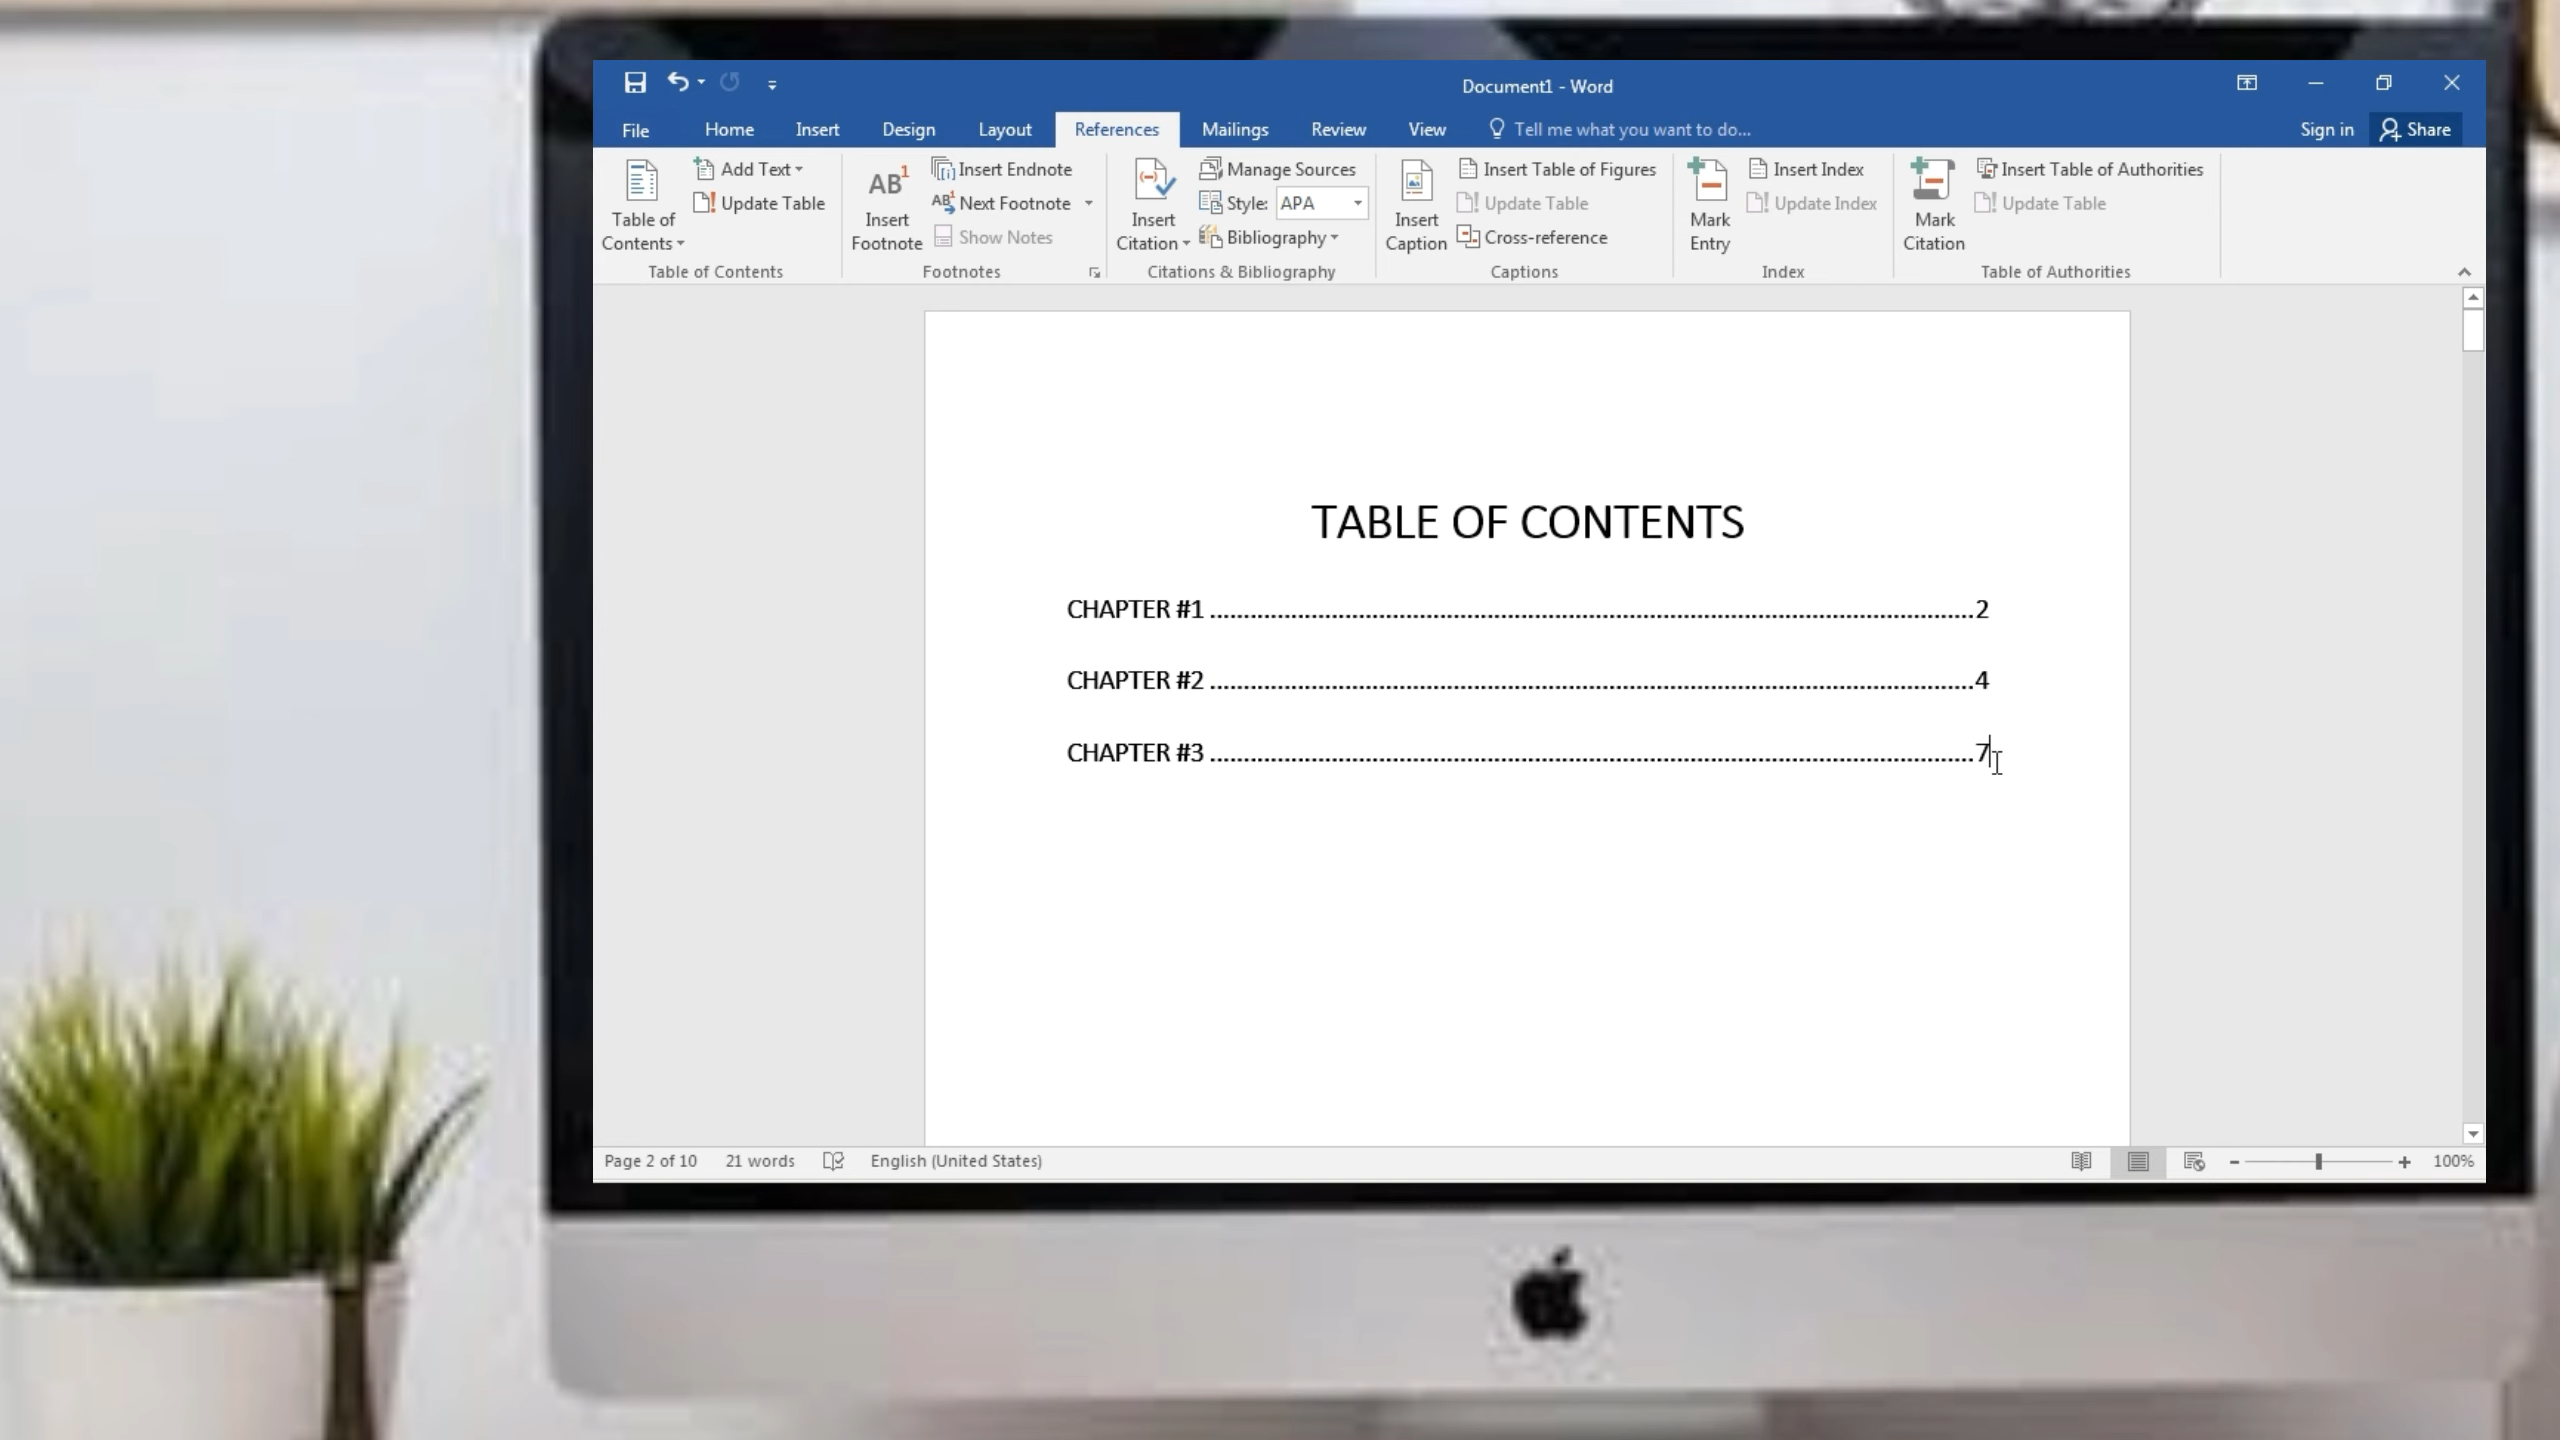 Document1 - Word
File Home Insert Design Layout References Mailings Review View Tell me what you want to do... Sign in Share
Table of Contents
Add Text
Update Table
Table of Contents
AB1
Insert Footnote
Insert Endnote
Next Footnote
Show Notes
Footnotes
Insert Citation
Manage Sources
Style: APA
Bibliography
Citations & Bibliography
Insert Caption
Insert Table of Figures
Update Table
Cross-reference
Captions
Mark Entry
Insert Index
Update Index
Index
Mark Citation
Insert Table of Authorities
Update Table
Table of Authorities
TABLE OF CONTENTS
CHAPTER #1 ........................................................................................................................2
CHAPTER #2 ........................................................................................................................4
CHAPTER #3 ........................................................................................................................7
Page 2 of 10 21 words English (United States) 100%